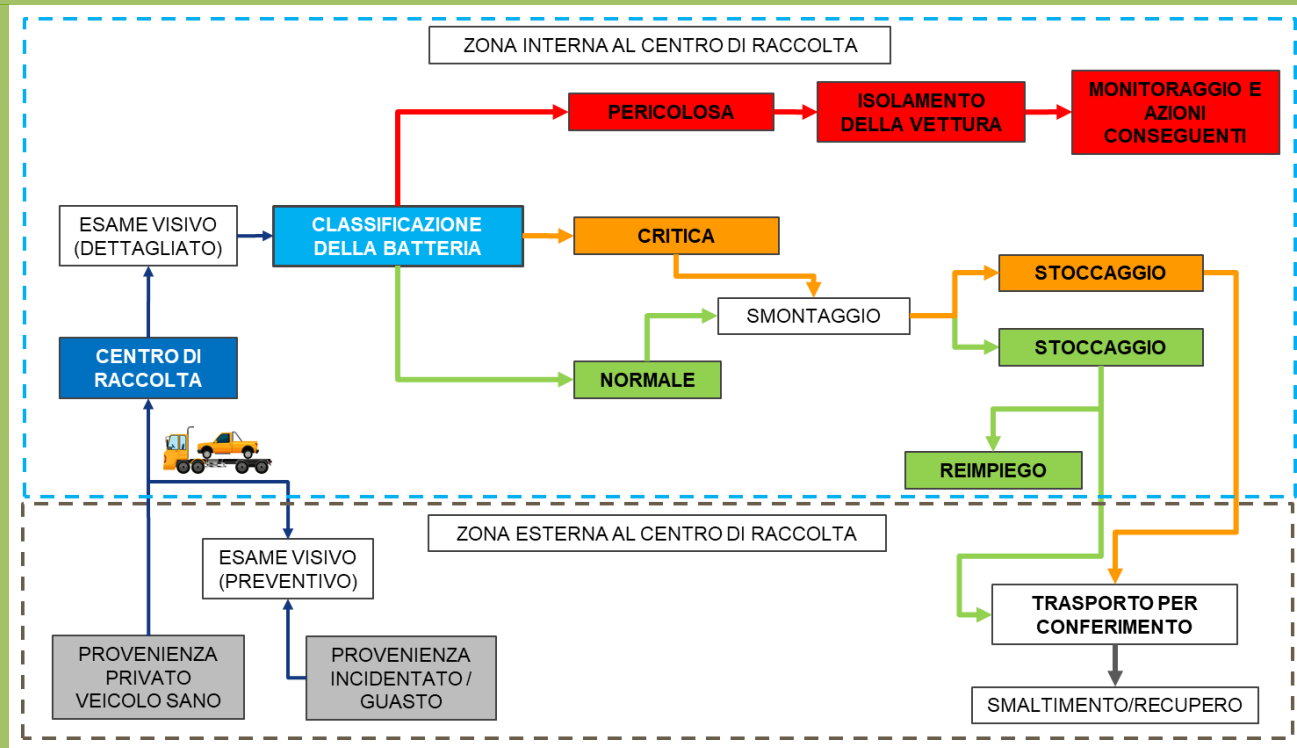 ZONA INTERNA AL CENTRO DI RACCOLTA
PERICOLOSA
ISOLAMENTO
DELLA VETTURA
MONITORAGGIO E
AZIONI
CONSEGUENTI
ESAME VISIVO
(DETTAGLIATO)
CLASSIFICAZIONE
DELLA BATTERIA
CRITICA
STOCCAGGIO
SMONTAGGIO
STOCCAGGIO
CENTRO DI
RACCOLTA
NORMALE
REIMPIEGO
ZONA ESTERNA AL CENTRO DI RACCOLTA
ESAME VISIVO
(PREVENTIVO)
TRASPORTO PER
CONFERIMENTO
PROVENIENZA
PRIVATO
VEICOLO SANO
PROVENIENZA
INCIDENTATO /
GUASTO
SMALTIMENTO/RECUPERO